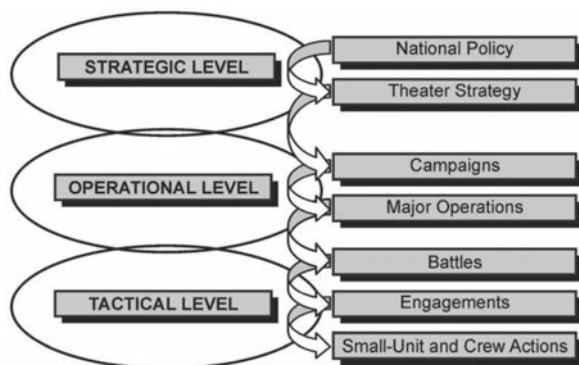 STRATEGIC LEVEL
National Policy
Theater Strategy
OPERATIONAL LEVEL
Campaigns
Major Operations
TACTICAL LEVEL
Battles
Engagements
Small-Unit and Crew Actions